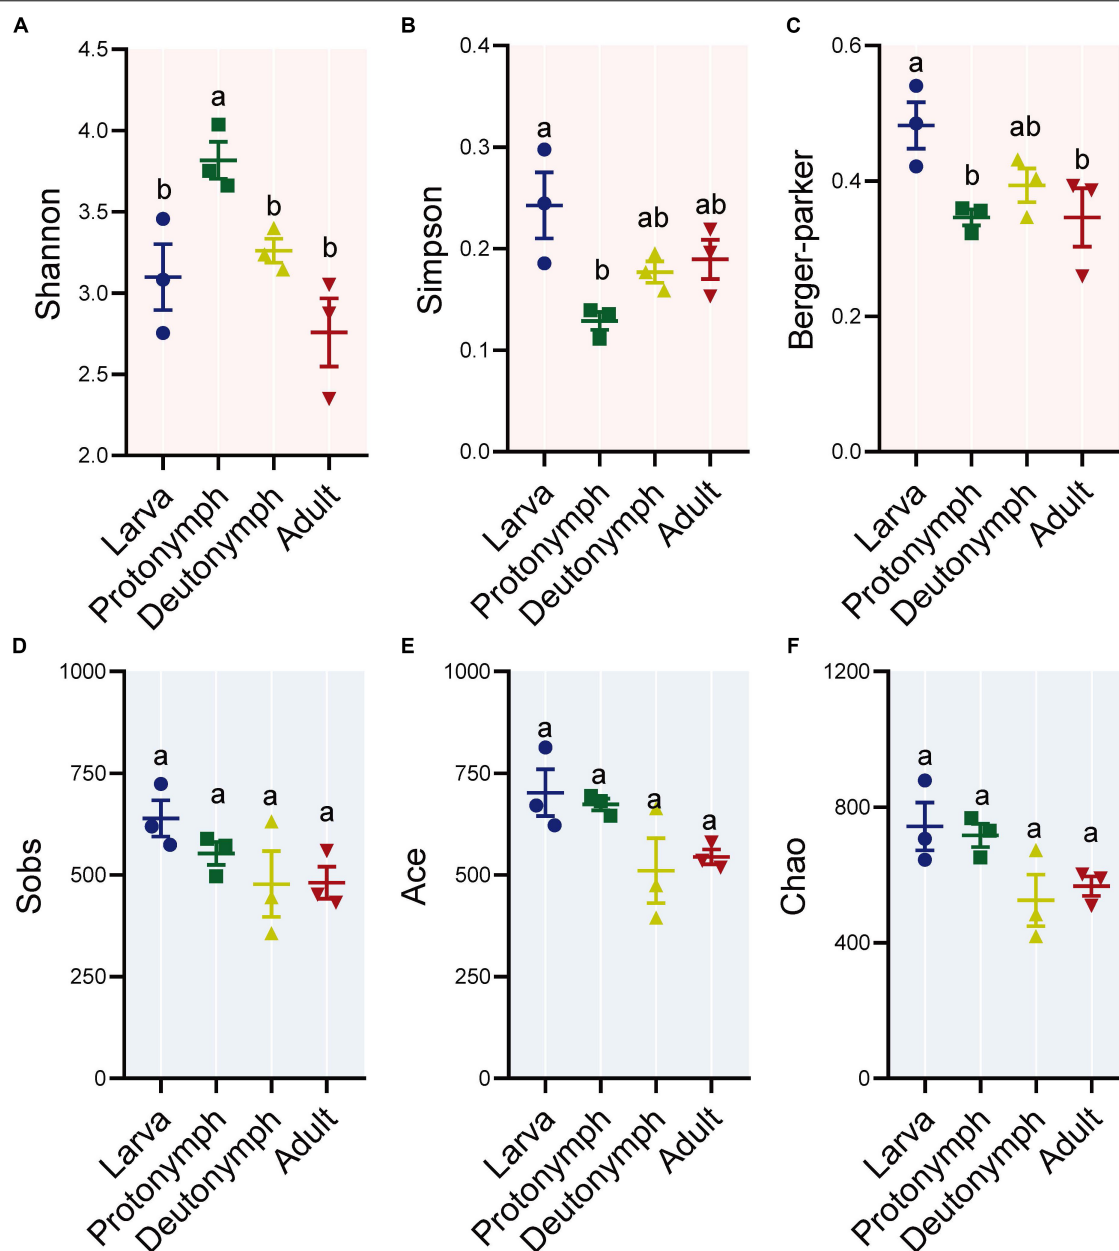 A
4.5
4.0
3.5
3.0
2.5
2.0
Shannon
b
a
b
b
Larva
Protonymph
Deutonymph
Adult
B
0.4
0.3
0.2
0.1
0.0
Simpson
a
b
ab
ab
Larva
Protonymph
Deutonymph
Adult
C
0.6
0.4
0.2
0.0
Berger-parker
a
b
ab
b
Larva
Protonymph
Deutonymph
Adult
D
1000
750
500
250
0
Sobs
a
a
a
a
Larva
Protonymph
Deutonymph
Adult
E
1000
750
500
250
0
Ace
a
a
a
a
Larva
Protonymph
Deutonymph
Adult
F
1200
800
400
0
Chao
a
a
a
a
Larva
Protonymph
Deutonymph
Adult